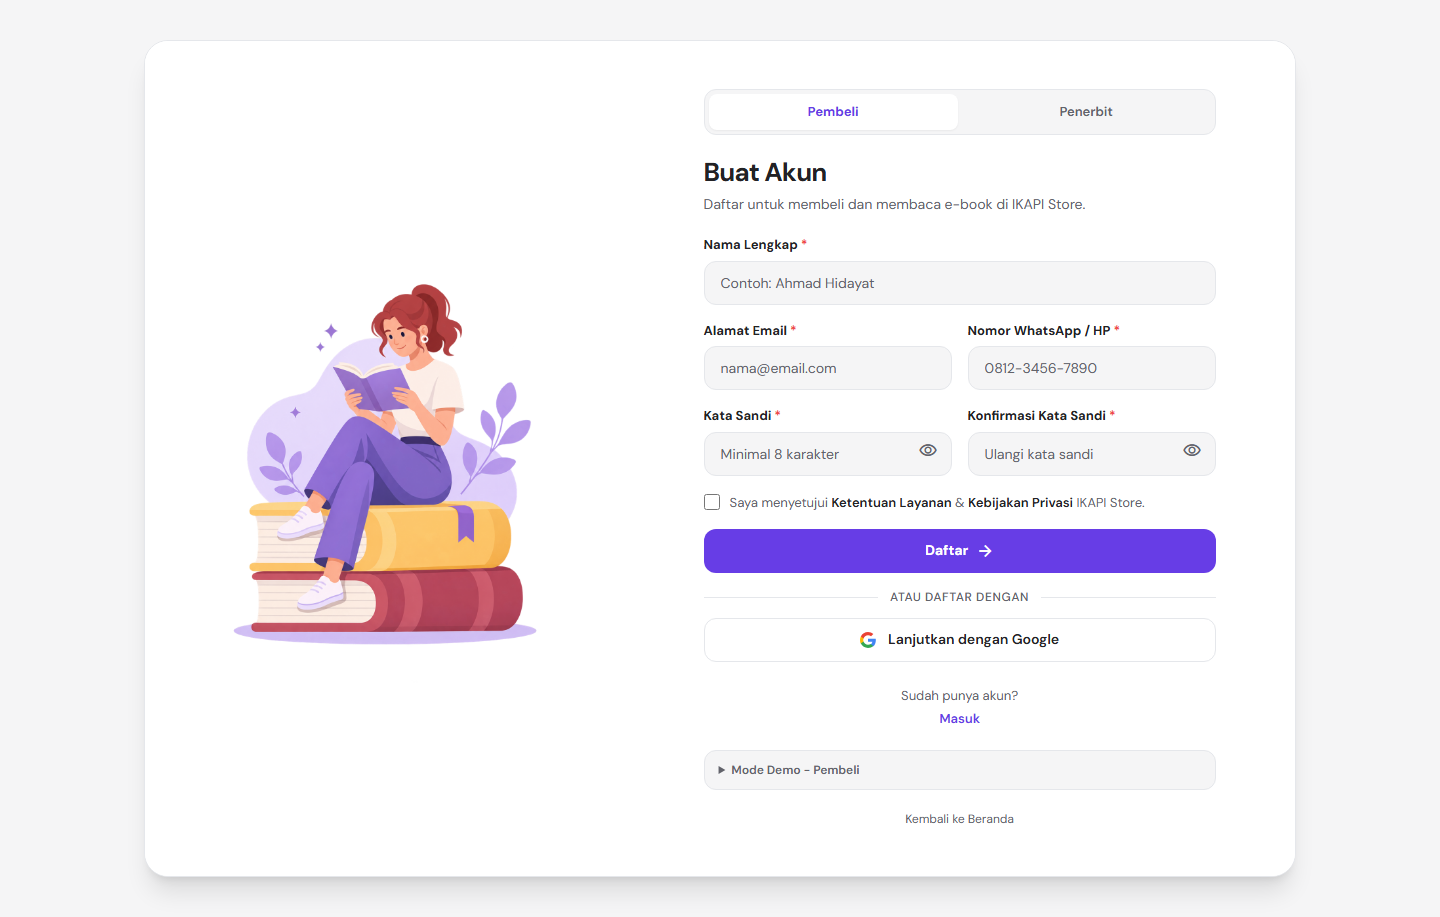 Pembeli
Penerbit
Buat Akun
Daftar untuk membeli dan membaca e-book di IKAPI Store.
Nama Lengkap *
Contoh: Ahmad Hidayat
Alamat Email *
Nomor WhatsApp / HP *
nama@email.com
0812-3456-7890
Kata Sandi *
Konfirmasi Kata Sandi *
Minimal 8 karakter
Ulangi kata sandi
Saya menyetujui Ketentuan Layanan & Kebijakan Privasi IKAPI Store.
Daftar →
ATAU DAFTAR DENGAN
Lanjutkan dengan Google
Sudah punya akun?
Masuk
Mode Demo - Pembeli
Kembali ke Beranda